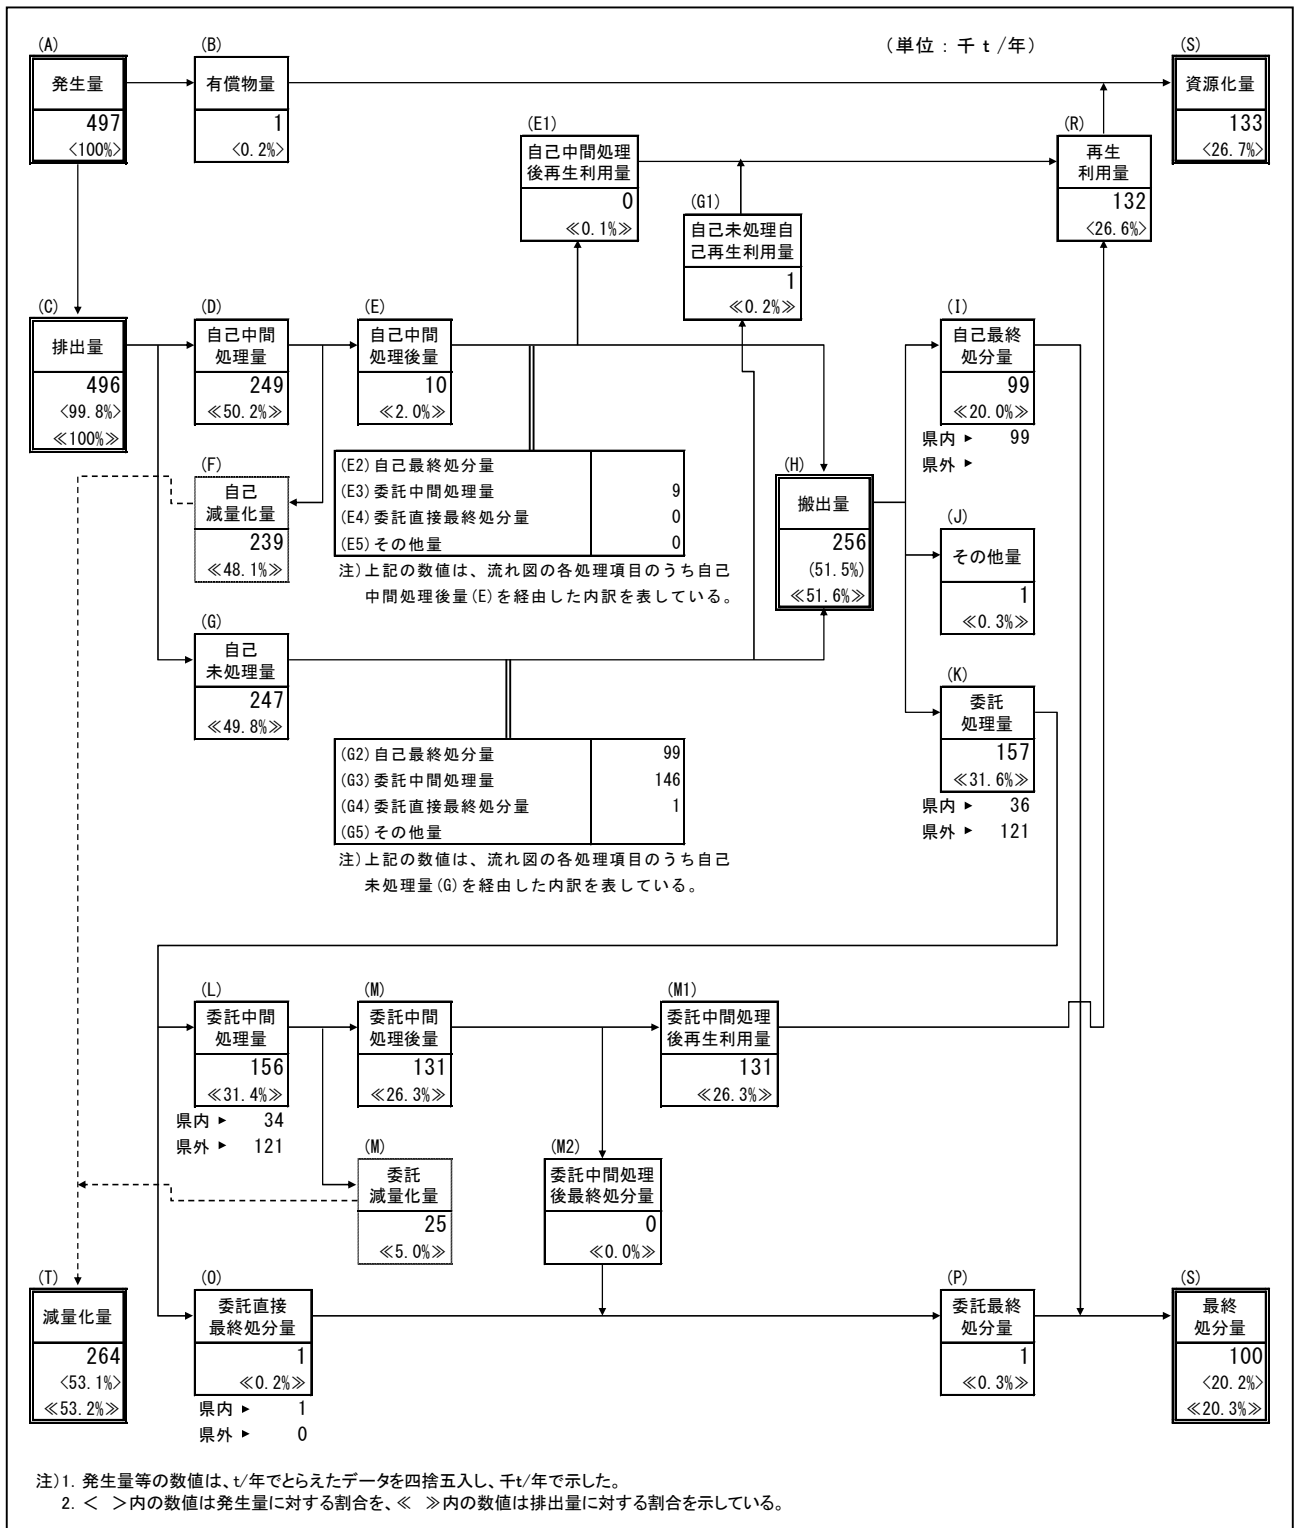 (単位：千ｔ/年)
(A)
発生量
497
<100%>
(B)
有償物量
1
<0.2%>
(S)
資源化量
133
<26.7%>
(E1)
自己中間処理
後再生利用量
0
≪0.1%≫
(G1)
自己未処理自
己再生利用量
1
≪0.2%≫
(R)
再生
利用量
132
<26.6%>
(C)
排出量
496
<99.8%>
≪100%≫
(D)
自己中間
処理量
249
≪50.2%≫
(E)
自己中間
処理後量
10
≪2.0%≫
(F)
自己
減量化量
239
≪48.1%≫
(E2)自己最終処分量
(E3)委託中間処理量 9
(E4)委託直接最終処分量 0
(E5)その他量 0
注)上記の数値は、流れ図の各処理項目のうち自己
中間処理後量(E)を経由した内訳を表している。
(G)
自己
未処理量
247
≪49.8%≫
(G2)自己最終処分量 99
(G3)委託中間処理量 146
(G4)委託直接最終処分量 1
(G5)その他量
注)上記の数値は、流れ図の各処理項目のうち自己
未処理量(G)を経由した内訳を表している。
(H)
搬出量
256
(51.5%)
≪51.6%≫
(I)
自己最終
処分量
99
≪20.0%≫
県内 ► 99
県外 ►
(J)
その他量
1
≪0.3%≫
(K)
委託
処理量
157
≪31.6%≫
県内 ► 36
県外 ► 121
(L)
委託中間
処理量
156
≪31.4%≫
県内 ► 34
県外 ► 121
(M)
委託中間
処理後量
131
≪26.3%≫
(M1)
委託中間処理
後再生利用量
131
≪26.3%≫
(M)
委託
減量化量
25
≪5.0%≫
(M2)
委託中間処理
後最終処分量
0
≪0.0%≫
(T)
減量化量
264
<53.1%>
≪53.2%≫
(O)
委託直接
最終処分量
1
≪0.2%≫
県内 ► 1
県外 ► 0
(P)
委託最終
処分量
1
≪0.3%≫
(S)
最終
処分量
100
<20.2%>
≪20.3%≫
注)1. 発生量等の数値は、t/年でとらえたデータを四捨五入し、千t/年で示した。
2. ＜ ＞内の数値は発生量に対する割合を、≪ ≫内の数値は排出量に対する割合を示している。